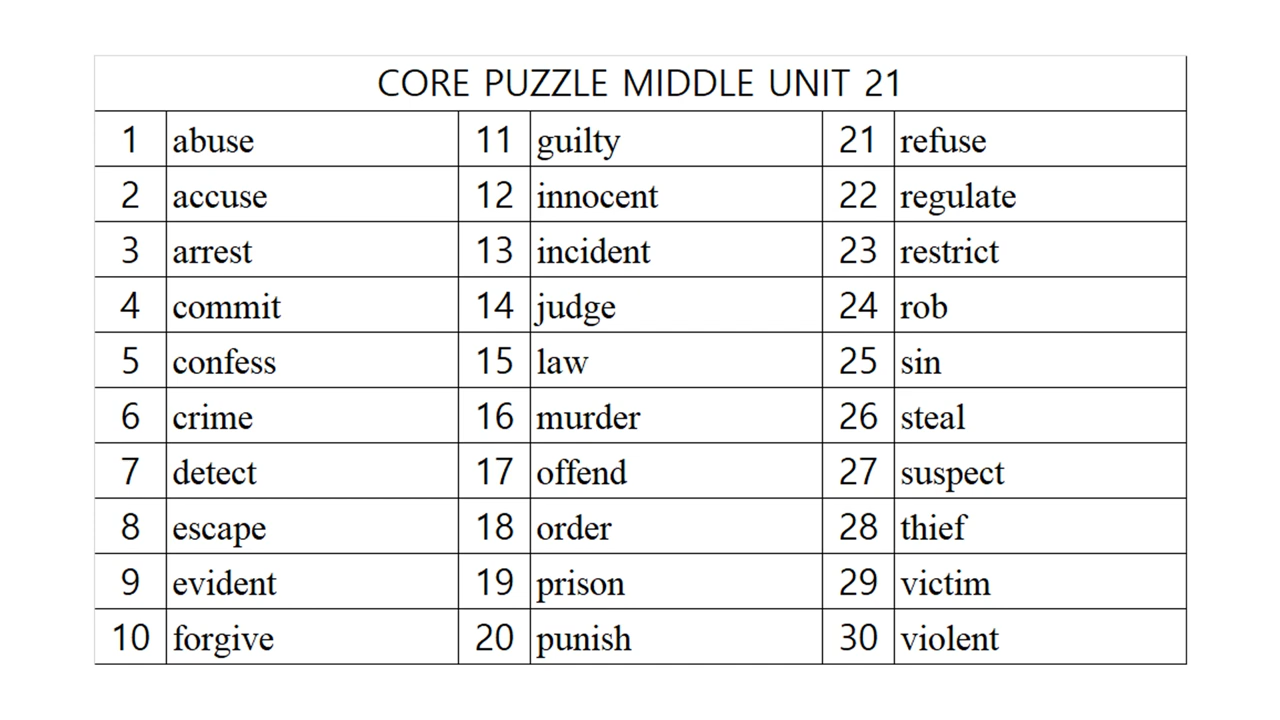 CORE PUZZLE MIDDLE UNIT 21
1 abuse 11 guilty 21 refuse
2 accuse 12 innocent 22 regulate
3 arrest 13 incident 23 restrict
4 commit 14 judge 24 rob
5 confess 15 law 25 sin
6 crime 16 murder 26 steal
7 detect 17 offend 27 suspect
8 escape 18 order 28 thief
9 evident 19 prison 29 victim
10 forgive 20 punish 30 violent